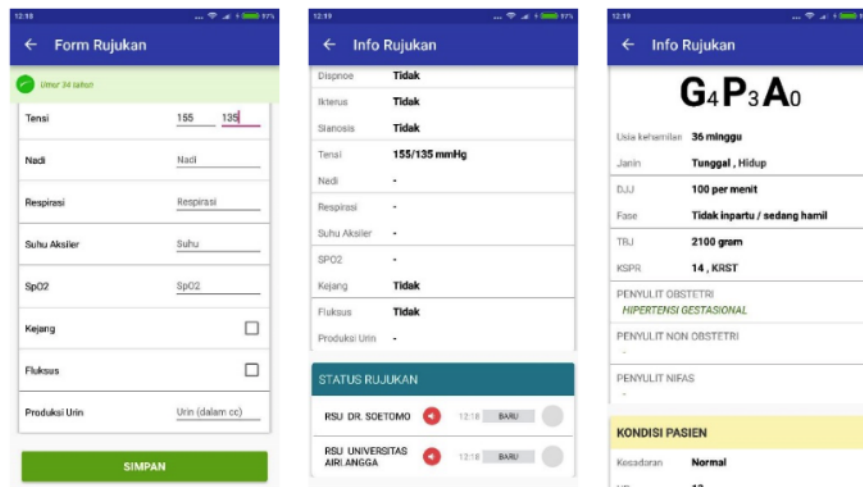 12:18
... 97%
← Form Rujukan
Umur 34 tahun
Tensi 155 135
Nadi Nadi
Respirasi Respirasi
Suhu Aksiler Suhu
SpO2 SpO2
Kejang
Fluksus
Produksi Urin Urin (dalam cc)
SIMPAN
12:19
... 97%
← Info Rujukan
Dispnoe Tidak
Ikterus Tidak
Sianosis Tidak
Tensi 155/135 mmHg
Nadi -
Respirasi -
Suhu Aksiler -
SPO2 -
Kejang Tidak
Fluksus Tidak
Produksi Urin -
STATUS RUJUKAN
RSU DR. SOETOMO 12:18 BARU
RSU UNIVERSITAS
AIRLANGGA 12:18 BARU
12:19
← Info Rujukan
G4 P3 A0
Usia kehamilan 36 minggu
Janin Tunggal , Hidup
DJJ 100 per menit
Fase Tidak inpartu / sedang hamil
TBJ 2100 gram
KSPR 14 , KRST
PENYULIT OBSTETRI
HIPERTENSI GESTASIONAL
PENYULIT NON OBSTETRI
-
PENYULIT NIFAS
-
KONDISI PASIEN
Kesadaran Normal